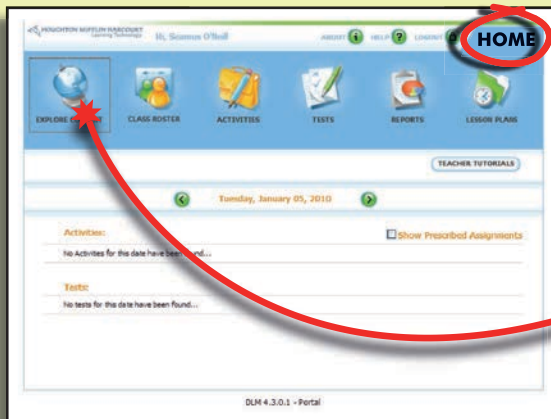 HOUGHTON MIFFLIN HARCOURT
Learning Technology
Hi, Seamus O'Neill
ABOUT HELP ? LOGOUT
HOME
EXPLORE
CLASS ROSTER
ACTIVITIES
TESTS
REPORTS
LESSON PLANS
TEACHER TUTORIALS
Tuesday, January 05, 2010
Activities:
Show Prescribed Assignments
No Activities for this date have been found...
Tests:
No tests for this date have been found...
DLM 4.3.0.1 - Portal